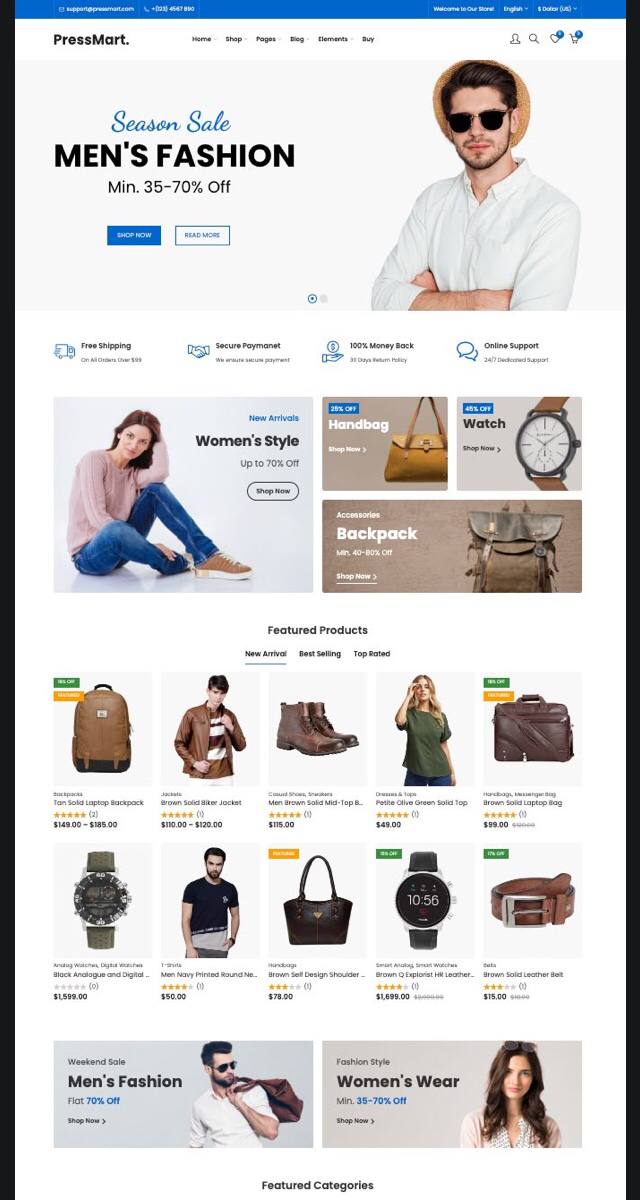 support@pressmart.com +(123) 4567 890 Welcome to Our Store! English $ Dollar (US)
PressMart. Home Shop Pages Blog Elements Buy 0 0
Season Sale
MEN'S FASHION
Min. 35-70% Off
SHOP NOW READ MORE
Free Shipping Secure Paymanet 100% Money Back Online Support
On All Orders Over $99 We ensure secure payment 30 Days Return Policy 24/7 Dedicated Support
New Arrivals
Women's Style
Up to 70% Off
Shop Now
25% OFF
Handbag
Shop Now
45% OFF
Watch
Shop Now
Accessories
Backpack
Min. 40-80% Off
Shop Now
Featured Products
New Arrival Best Selling Top Rated
FEATURED FEATURED
Backpacks Jackets Casual Shoes, Sneakers Dresses & Tops Handbags, Messenger Bag
Tan Solid Laptop Backpack Brown Solid Biker Jacket Men Brown Solid Mid-Top B... Petite Olive Green Solid Top Brown Solid Laptop Bag
(2) (1) (1) (1) (1)
$149.00 – $185.00 $110.00 – $120.00 $115.00 $49.00 $99.00
FEATURED 15% OFF 17% OFF
10:56
Analog Watches, Digital Watches T-Shirts Handbags Smart Analog, Smart Watches Belts
Black Analogue and Digital ... Men Navy Printed Round Ne... Brown Self Design Shoulder ... Brown Q Explorist HR Leather... Brown Solid Leather Belt
(0) (1) (1) (1) (1)
$1,599.00 $50.00 $78.00 $1,699.00 $15.00
Weekend Sale
Men's Fashion
Flat 70% Off
Shop Now
Fashion Style
Women's Wear
Min. 35-70% Off
Shop Now
Featured Categories